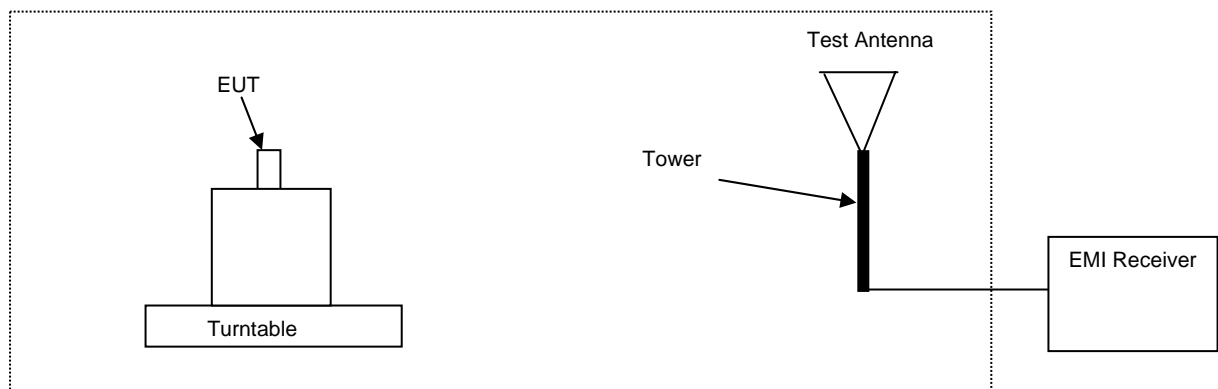 Test Antenna
EUT
Tower
EMI Receiver
Turntable